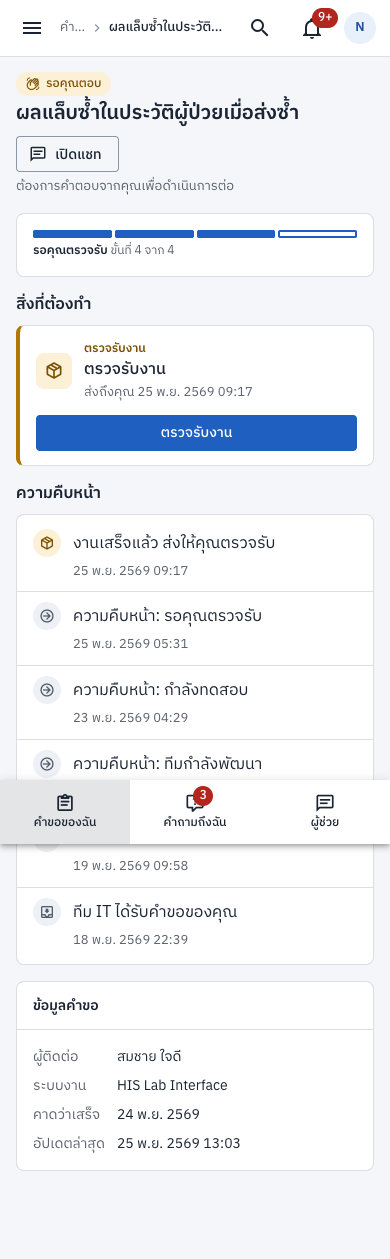 คำ... › ผลแล็บซ้ำในประวัติ... 9+ N
รอคุณตอบ
ผลแล็บซ้ำในประวัติผู้ป่วยเมื่อส่งซ้ำ
เปิดแชท
ต้องการคำตอบจากคุณเพื่อดำเนินการต่อ
รอคุณตรวจรับ ขั้นที่ 4 จาก 4
สิ่งที่ต้องทำ
ตรวจรับงาน
ตรวจรับงาน
ส่งถึงคุณ 25 พ.ย. 2569 09:17
ตรวจรับงาน
ความคืบหน้า
งานเสร็จแล้ว ส่งให้คุณตรวจรับ
25 พ.ย. 2569 09:17
ความคืบหน้า: รอคุณตรวจรับ
25 พ.ย. 2569 05:31
ความคืบหน้า: กำลังทดสอบ
23 พ.ย. 2569 04:29
ความคืบหน้า: ทีมกำลังพัฒนา
3
คำขอของฉัน คำถามถึงฉัน ผู้ช่วย
19 พ.ย. 2569 09:58
ทีม IT ได้รับคำขอของคุณ
18 พ.ย. 2569 22:39
ข้อมูลคำขอ
ผู้ติดต่อ สมชาย ใจดี
ระบบงาน HIS Lab Interface
คาดว่าเสร็จ 24 พ.ย. 2569
อัปเดตล่าสุด 25 พ.ย. 2569 13:03